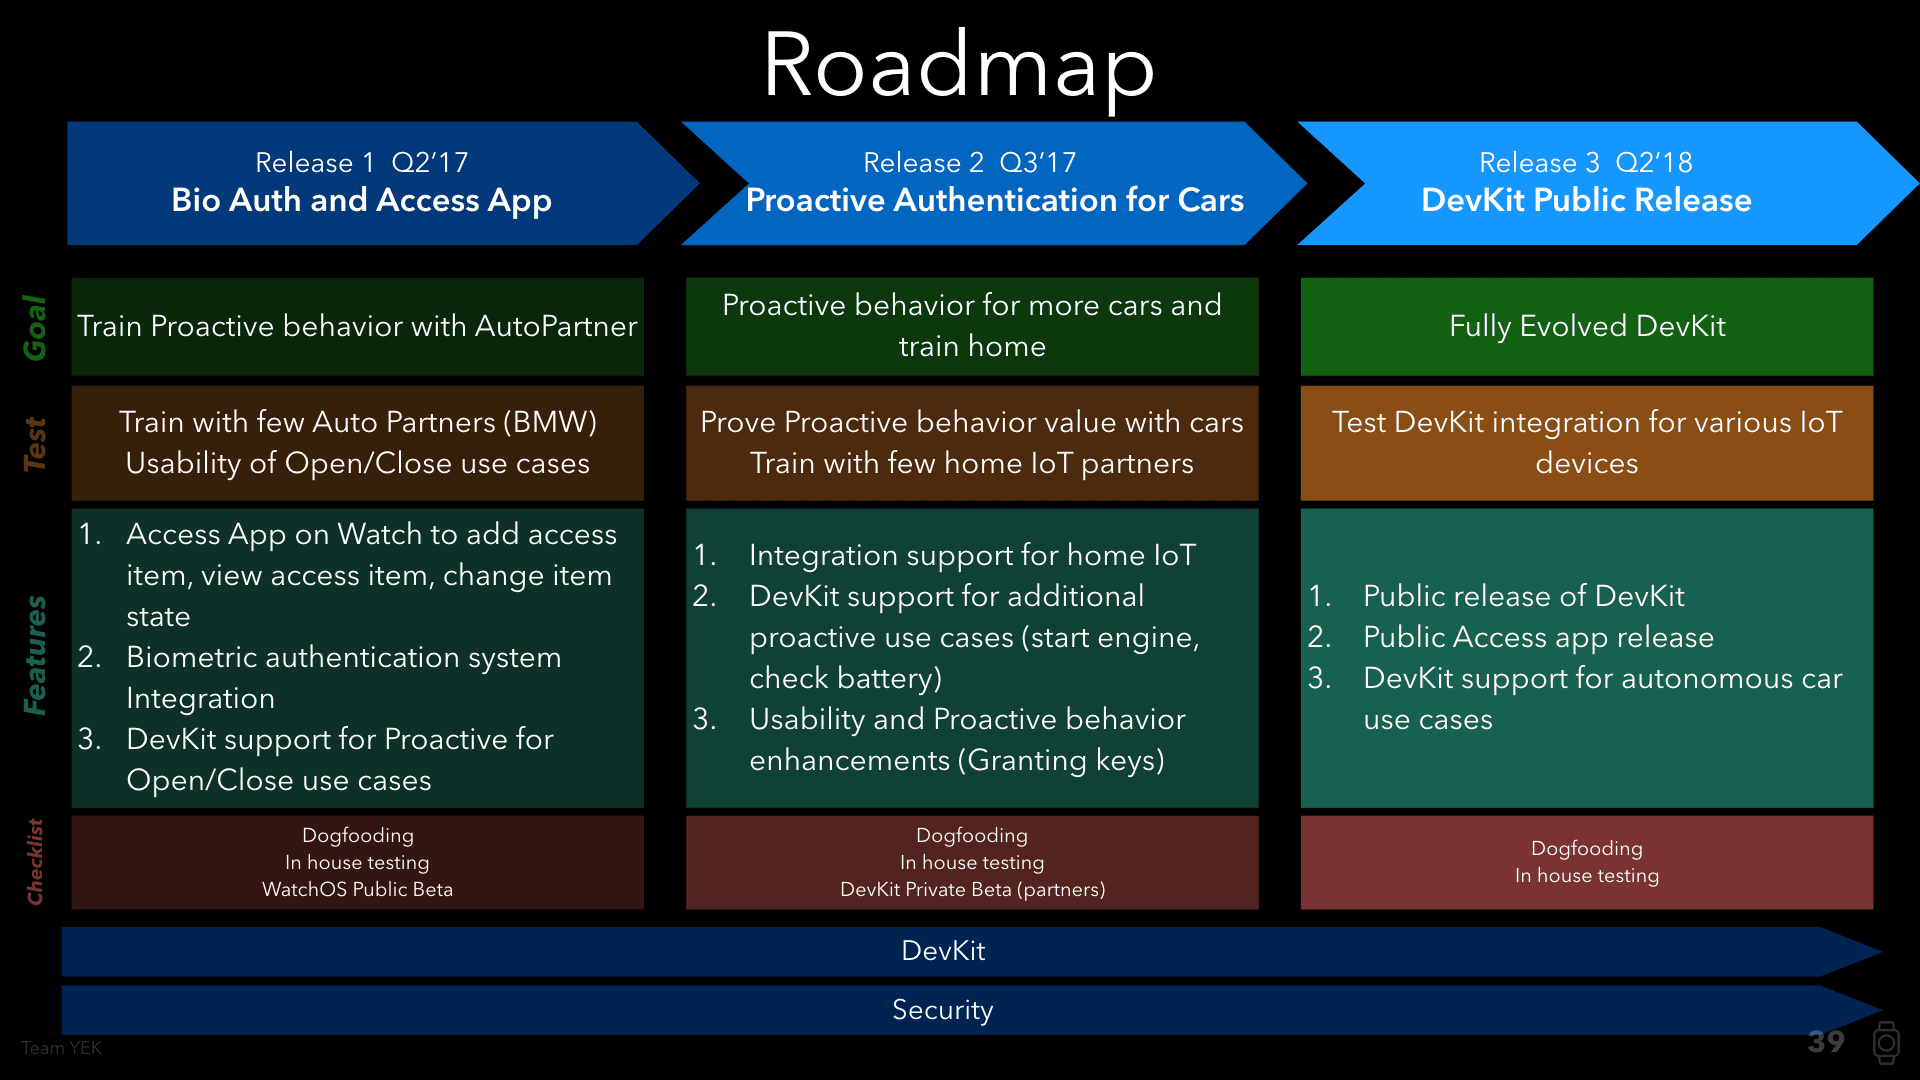 Roadmap
Release 1  Q2’17
Bio Auth and Access App
Release 2  Q3’17
Proactive Authentication for Cars
Release 3  Q2’18
DevKit Public Release
Goal
Train Proactive behavior with AutoPartner
Proactive behavior for more cars and
train home
Fully Evolved DevKit
Test
Train with few Auto Partners (BMW)
Usability of Open/Close use cases
Prove Proactive behavior value with cars
Train with few home IoT partners
Test DevKit integration for various IoT
devices
Features
1. Access App on Watch to add access
item, view access item, change item
state
2. Biometric authentication system
Integration
3. DevKit support for Proactive for
Open/Close use cases
1. Integration support for home IoT
2. DevKit support for additional
proactive use cases (start engine,
check battery)
3. Usability and Proactive behavior
enhancements (Granting keys)
1. Public release of DevKit
2. Public Access app release
3. DevKit support for autonomous car
use cases
Checklist
Dogfooding
In house testing
WatchOS Public Beta
Dogfooding
In house testing
DevKit Private Beta (partners)
Dogfooding
In house testing
DevKit
Security
Team YEK
39